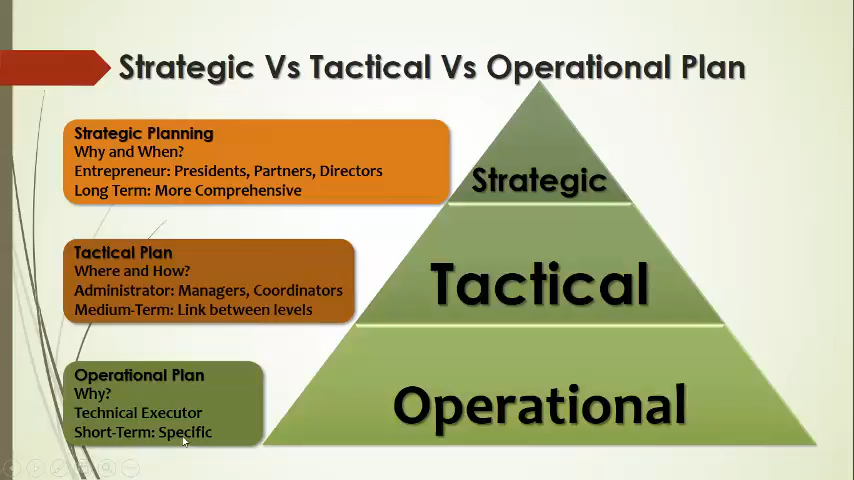 Strategic Vs Tactical Vs Operational Plan
Strategic Planning
Why and When?
Entrepreneur: Presidents, Partners, Directors
Long Term: More Comprehensive
Strategic
Tactical Plan
Where and How?
Administrator: Managers, Coordinators
Medium-Term: Link between levels
Tactical
Operational Plan
Why?
Technical Executor
Short-Term: Specific
Operational